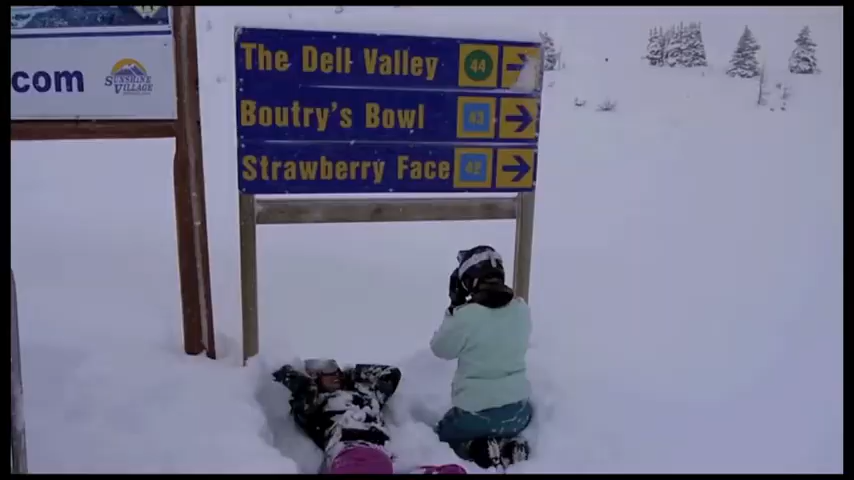 .com
SUNSHINE
VILLAGE
The Dell Valley 44
Boutry's Bowl 43
Strawberry Face 42